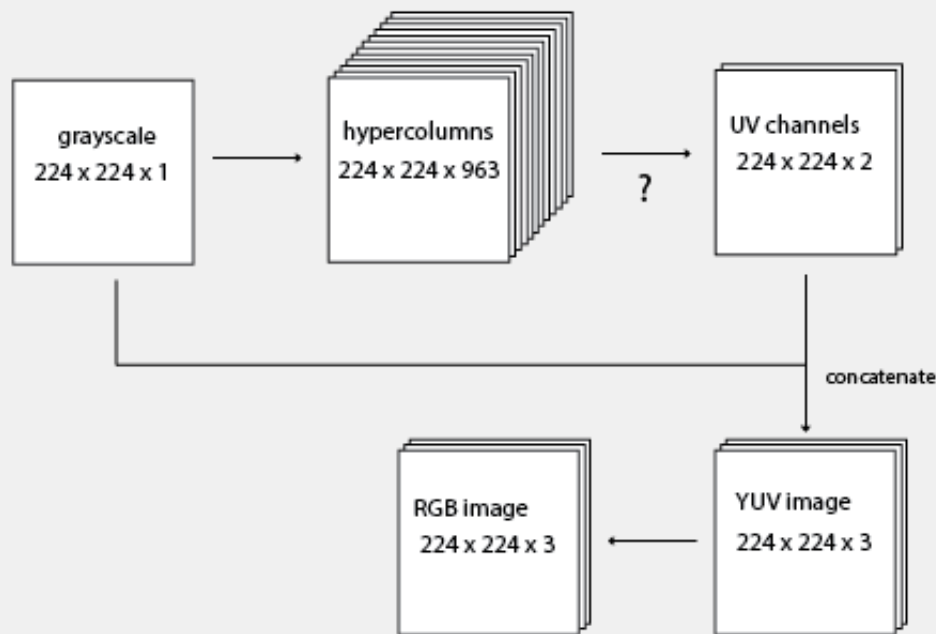 grayscale
224 x 224 x 1
hypercolumns
224 x 224 x 963
?
UV channels
224 x 224 x 2
concatenate
RGB image
224 x 224 x 3
YUV image
224 x 224 x 3